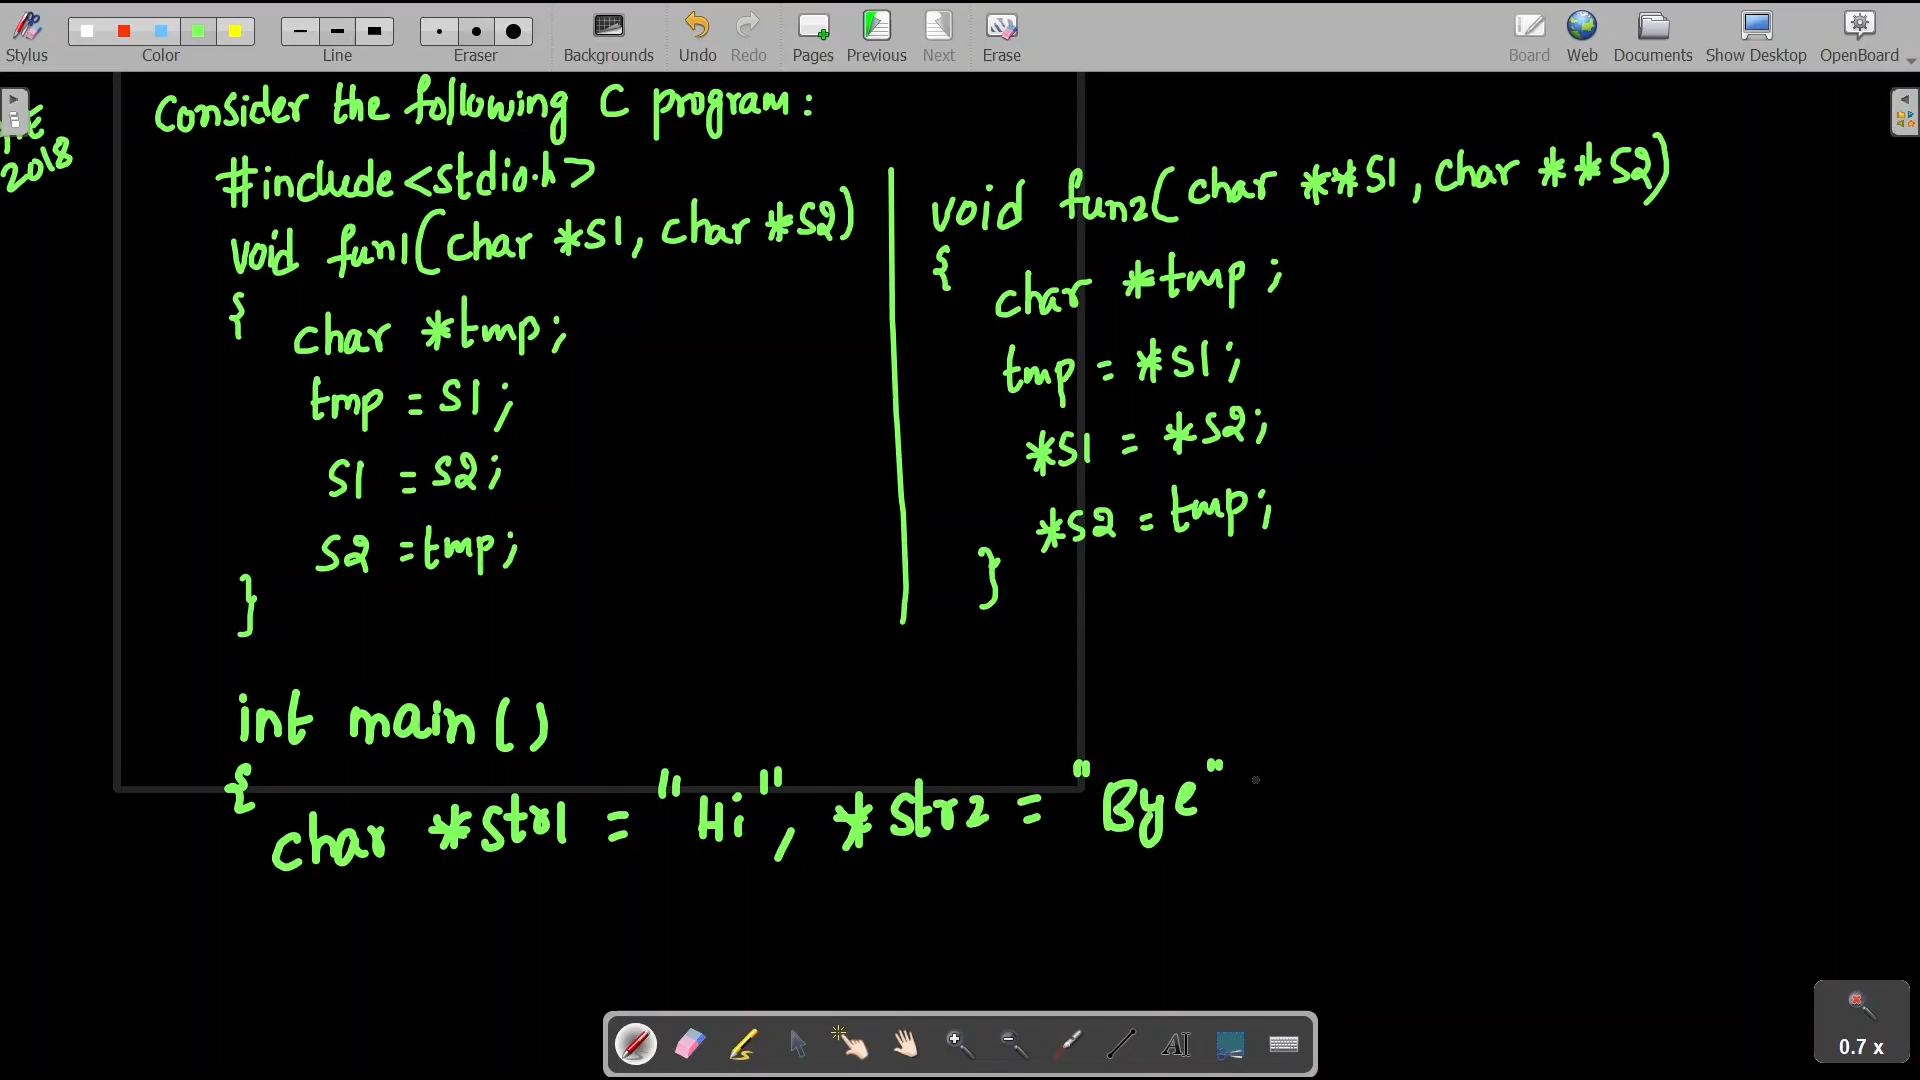 Stylus Color Line Eraser Backgrounds Undo Redo Pages Previous Next Erase Board Web Documents Show Desktop OpenBoard
2018
Consider the following C program:
#include<stdio.h>
void fun1(char *S1, char *S2)
{
char *tmp;
tmp = S1;
S1 = S2;
S2 = tmp;
}
void fun2(char **S1, char **S2)
{
char *tmp;
tmp = *S1;
*S1 = *S2;
*S2 = tmp;
}
int main()
{
char *str1 = "Hi", *str2 = "Bye"
AI
0.7 x